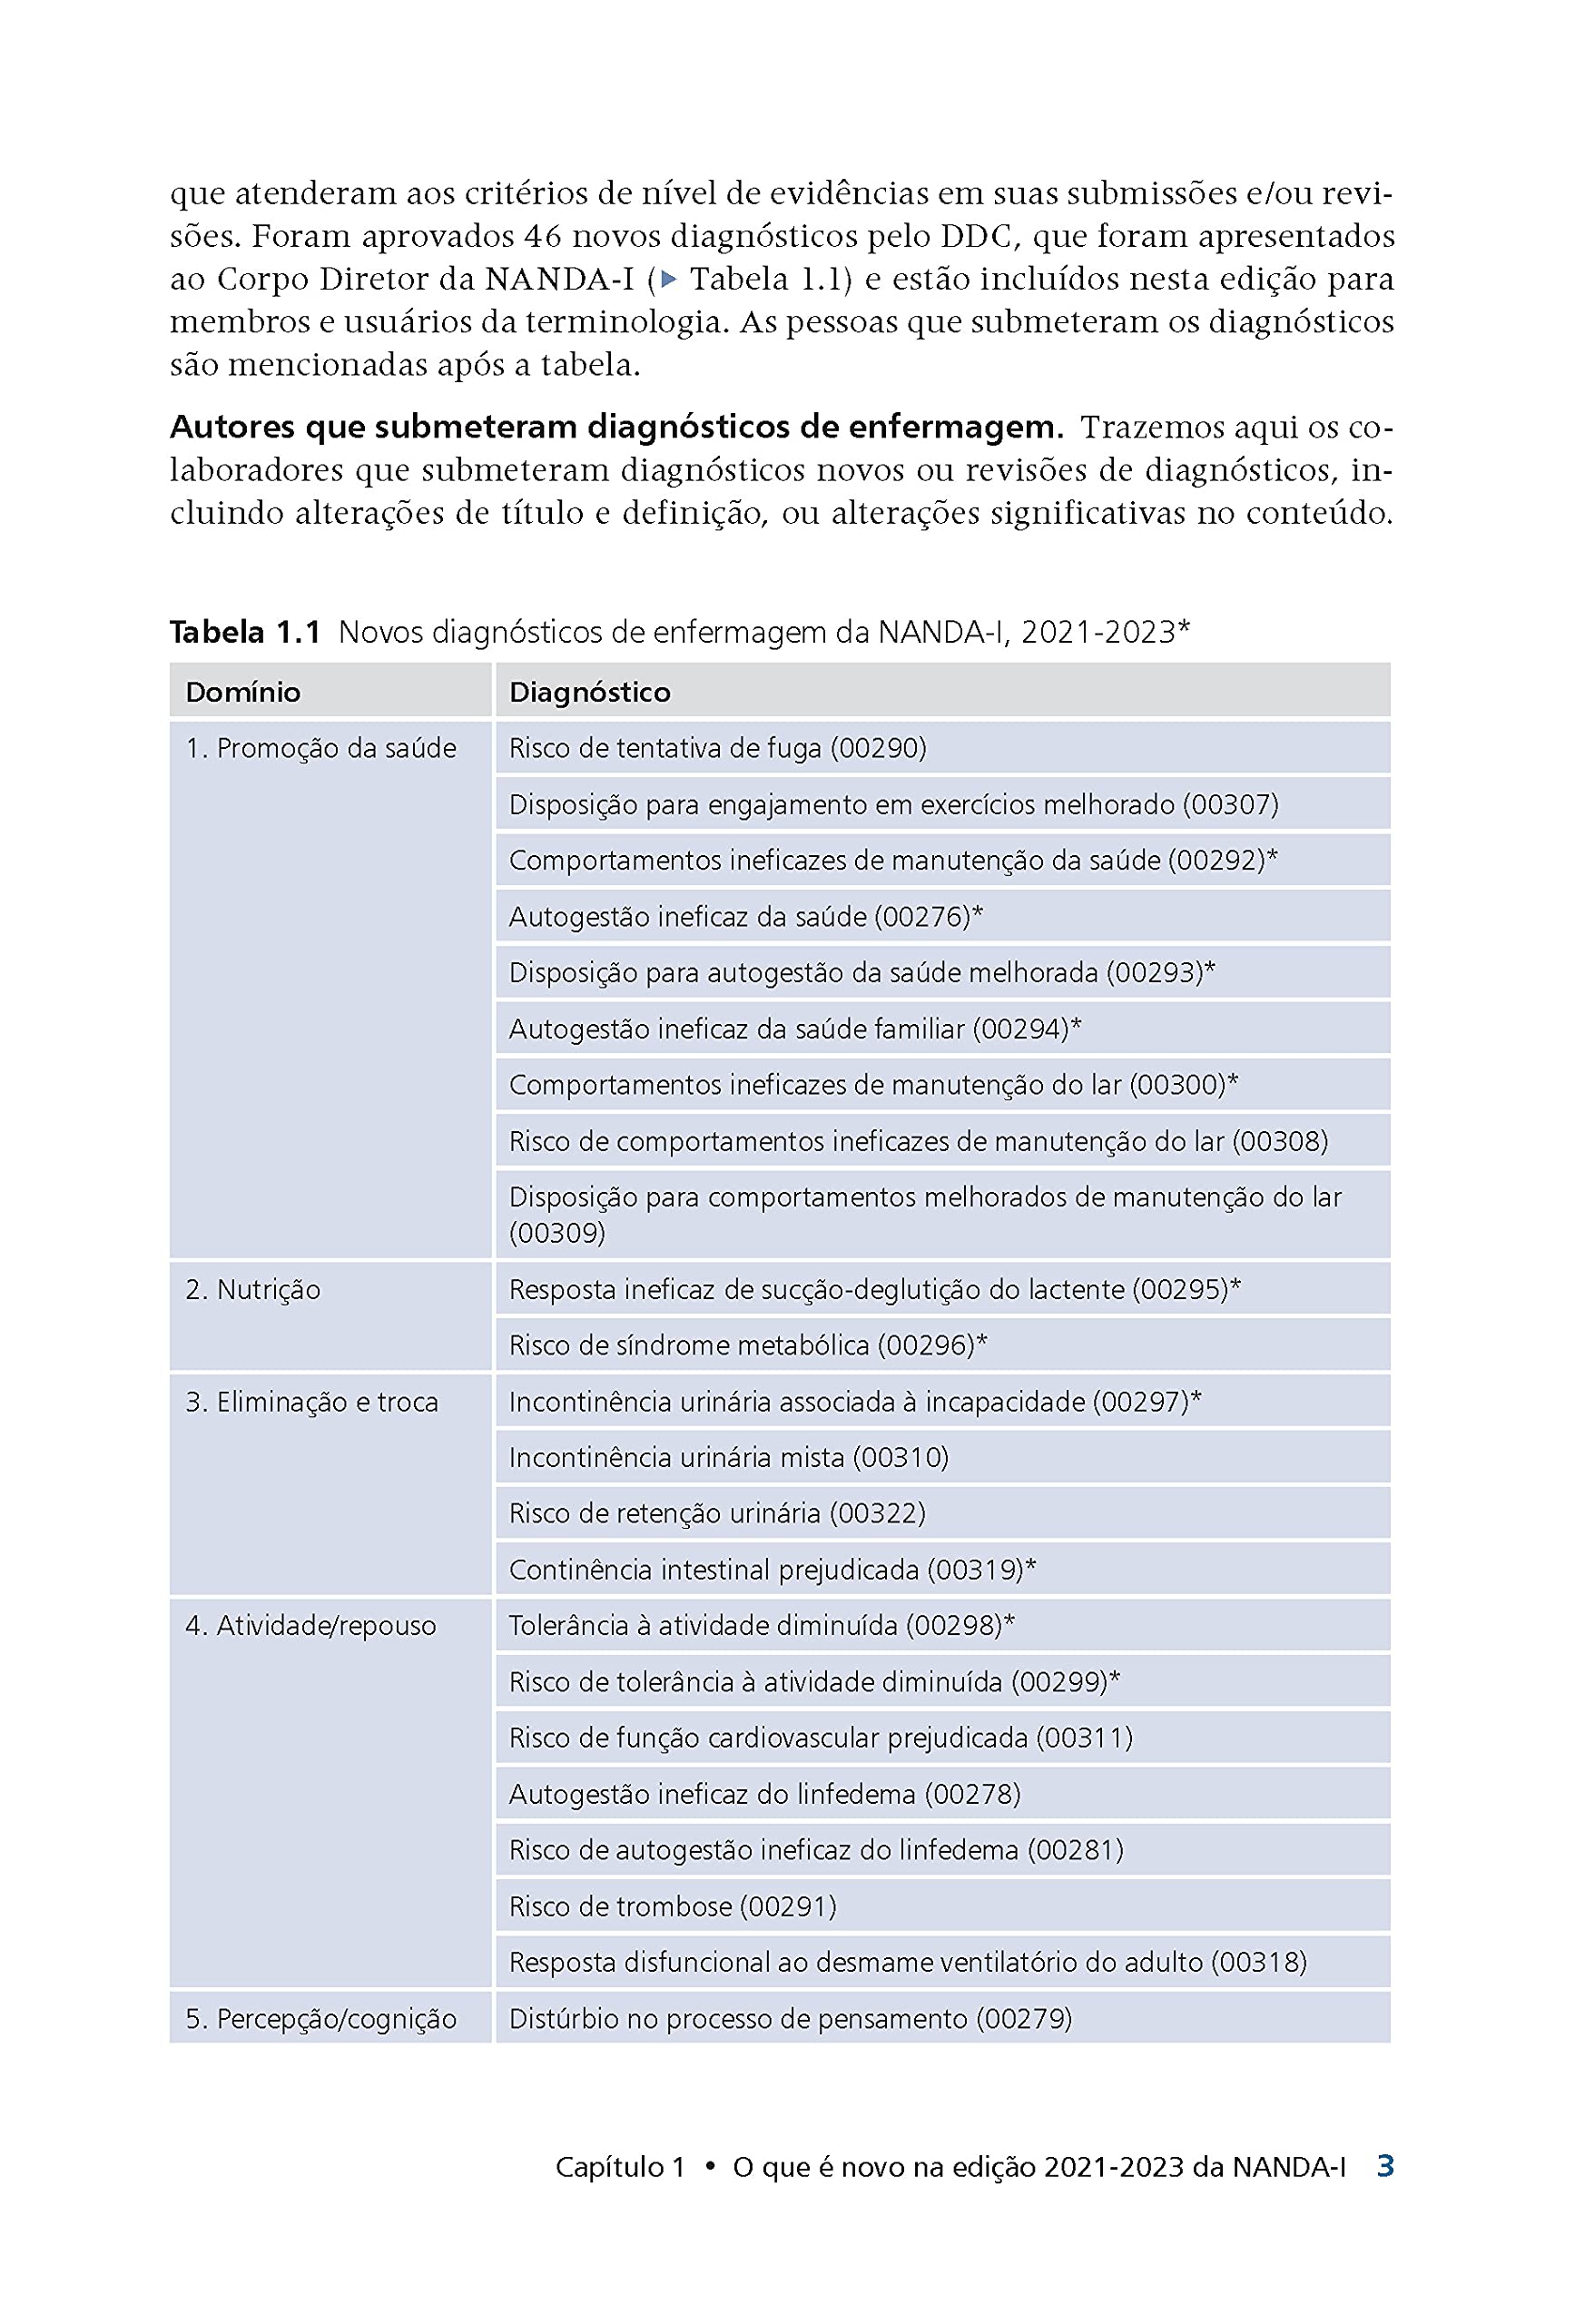 que atenderam aos critérios de nível de evidências em suas submissões e/ou revi-
sões. Foram aprovados 46 novos diagnósticos pelo DDC, que foram apresentados
ao Corpo Diretor da NANDA-I (▶ Tabela 1.1) e estão incluídos nesta edição para
membros e usuários da terminologia. As pessoas que submeteram os diagnósticos
são mencionadas após a tabela.
Autores que submeteram diagnósticos de enfermagem. Trazemos aqui os co-
laboradores que submeteram diagnósticos novos ou revisões de diagnósticos, in-
cluindo alterações de título e definição, ou alterações significativas no conteúdo.
Tabela 1.1 Novos diagnósticos de enfermagem da NANDA-I, 2021-2023*
Domínio Diagnóstico
1. Promoção da saúde Risco de tentativa de fuga (00290)
Disposição para engajamento em exercícios melhorado (00307)
Comportamentos ineficazes de manutenção da saúde (00292)*
Autogestão ineficaz da saúde (00276)*
Disposição para autogestão da saúde melhorada (00293)*
Autogestão ineficaz da saúde familiar (00294)*
Comportamentos ineficazes de manutenção do lar (00300)*
Risco de comportamentos ineficazes de manutenção do lar (00308)
Disposição para comportamentos melhorados de manutenção do lar
(00309)
2. Nutrição Resposta ineficaz de sucção-deglutição do lactente (00295)*
Risco de síndrome metabólica (00296)*
3. Eliminação e troca Incontinência urinária associada à incapacidade (00297)*
Incontinência urinária mista (00310)
Risco de retenção urinária (00322)
Continência intestinal prejudicada (00319)*
4. Atividade/repouso Tolerância à atividade diminuída (00298)*
Risco de tolerância à atividade diminuída (00299)*
Risco de função cardiovascular prejudicada (00311)
Autogestão ineficaz do linfedema (00278)
Risco de autogestão ineficaz do linfedema (00281)
Risco de trombose (00291)
Resposta disfuncional ao desmame ventilatório do adulto (00318)
5. Percepção/cognição Distúrbio no processo de pensamento (00279)
Capítulo 1 • O que é novo na edição 2021-2023 da NANDA-I 3